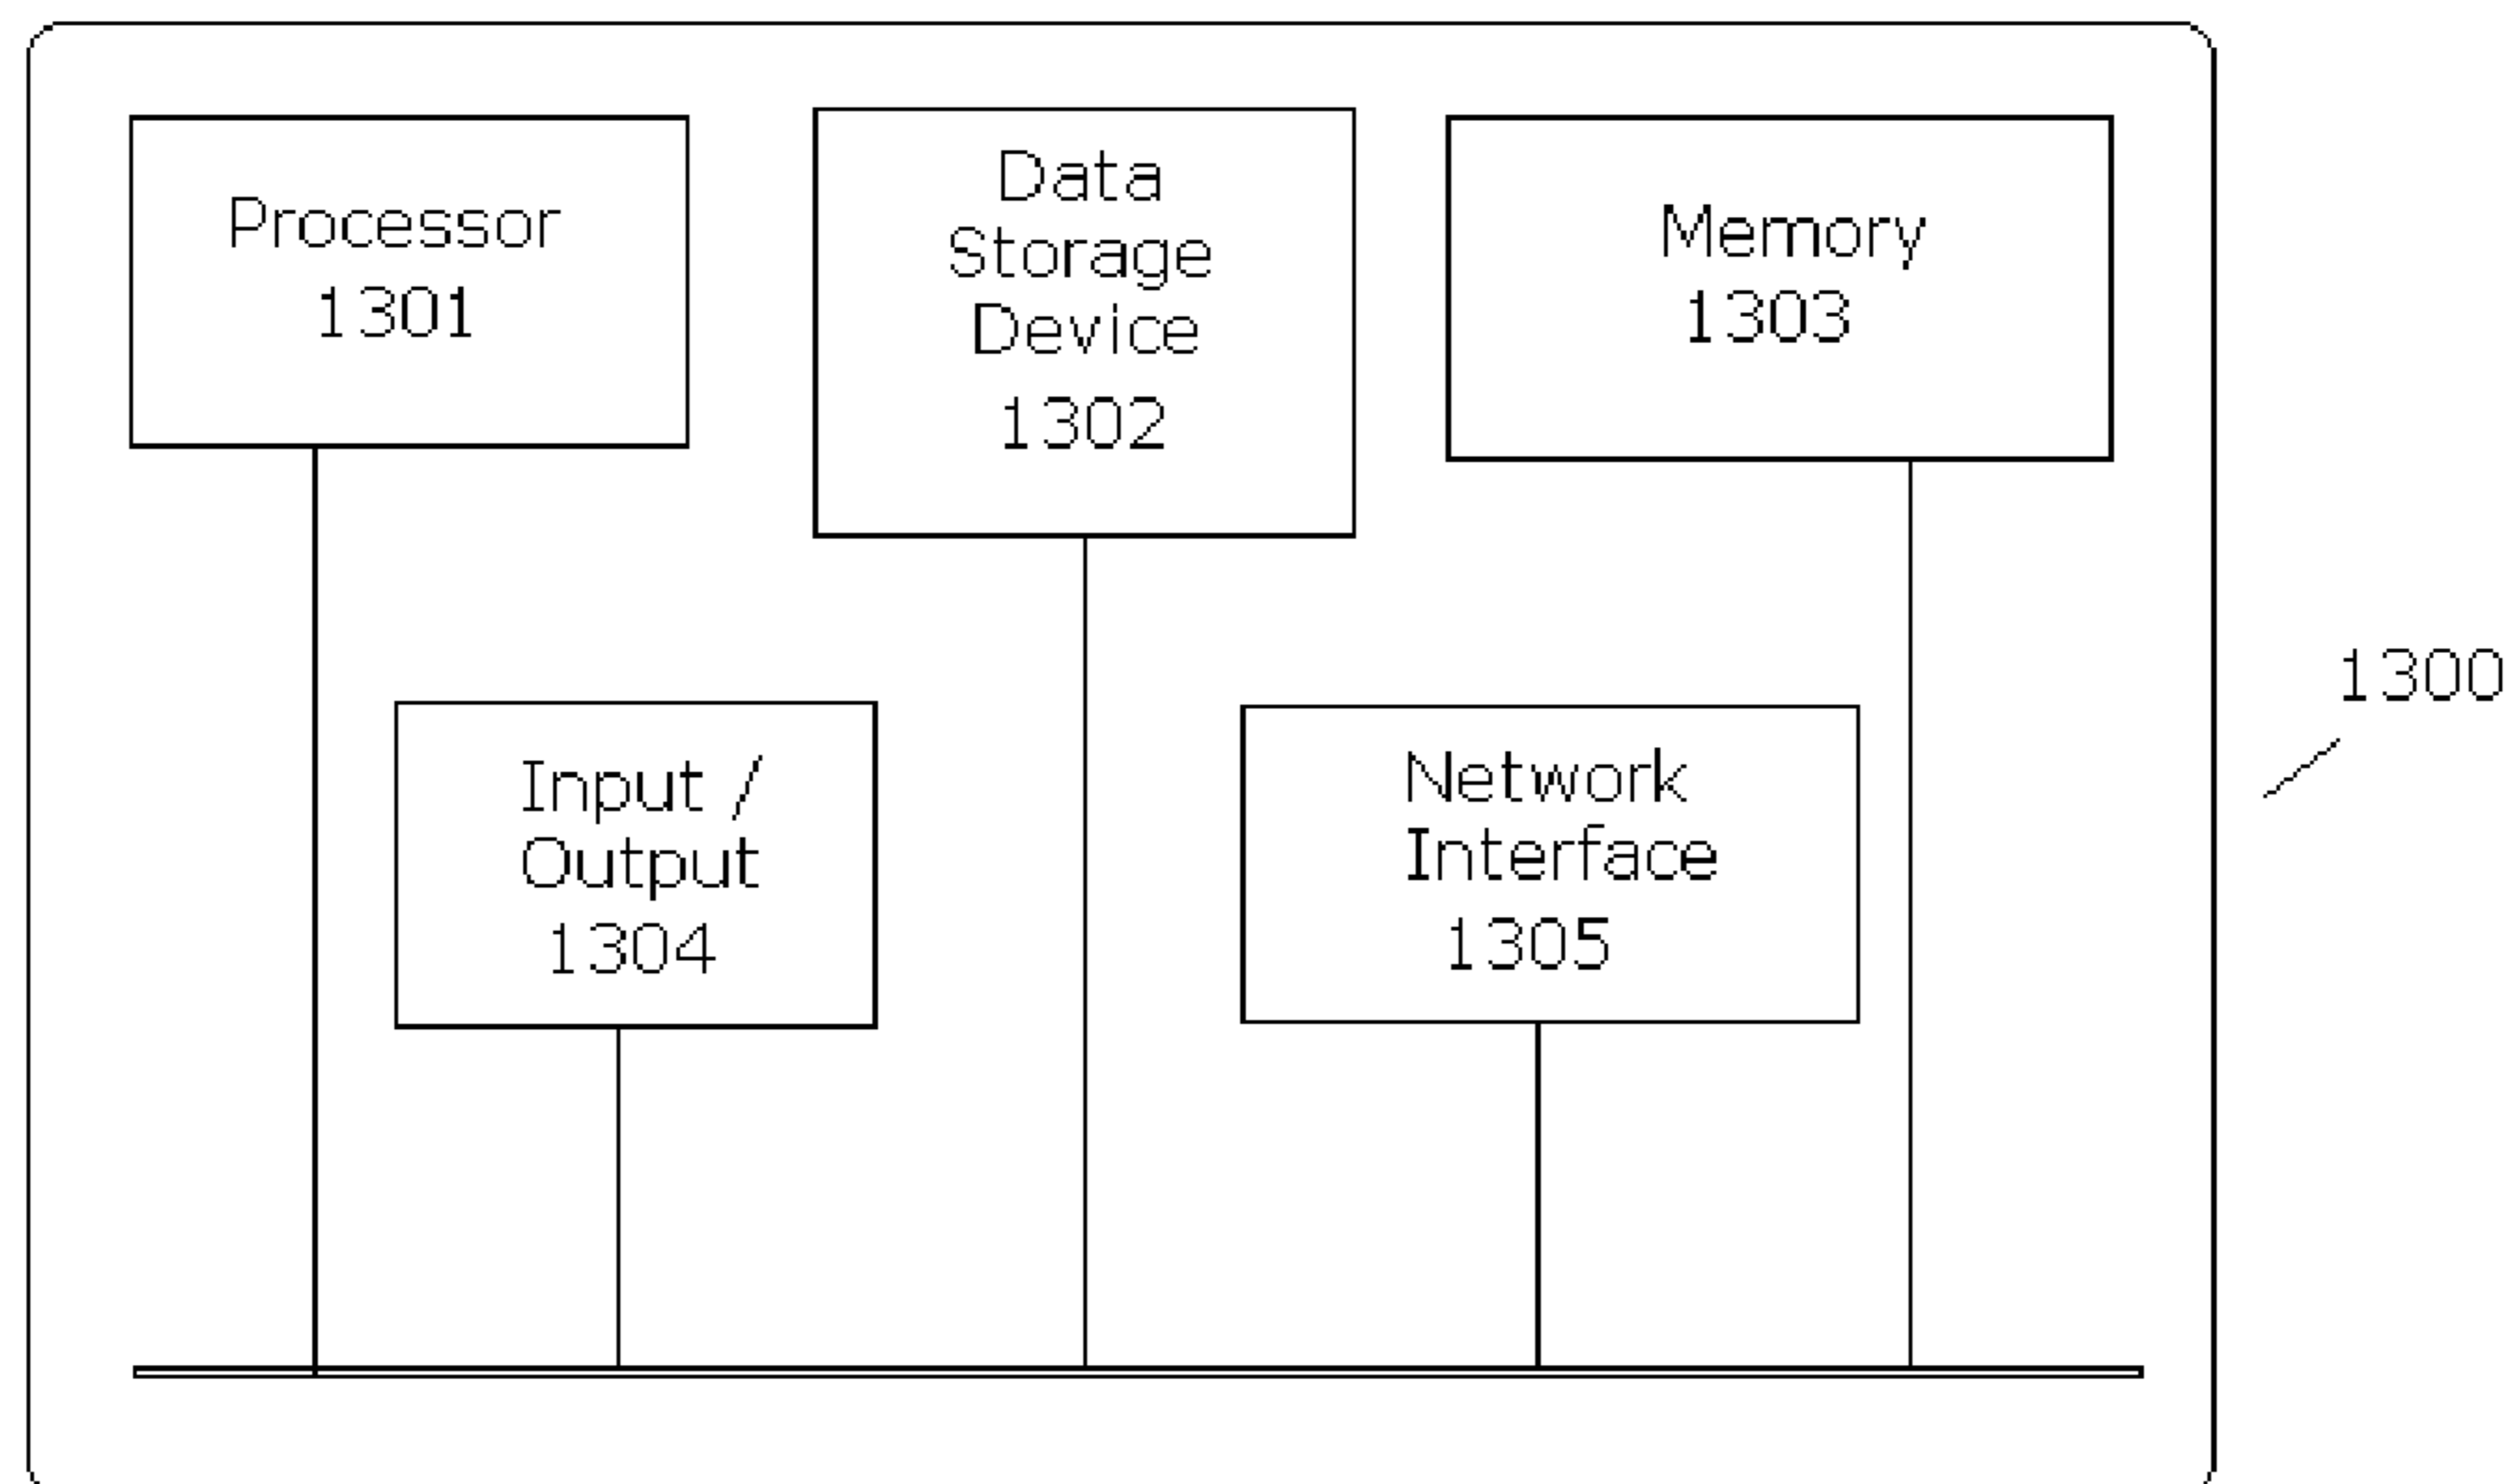 Processor
1301
Data
Storage
Device
1302
Memory
1303
1300
Input /
Output
1304
Network
Interface
1305